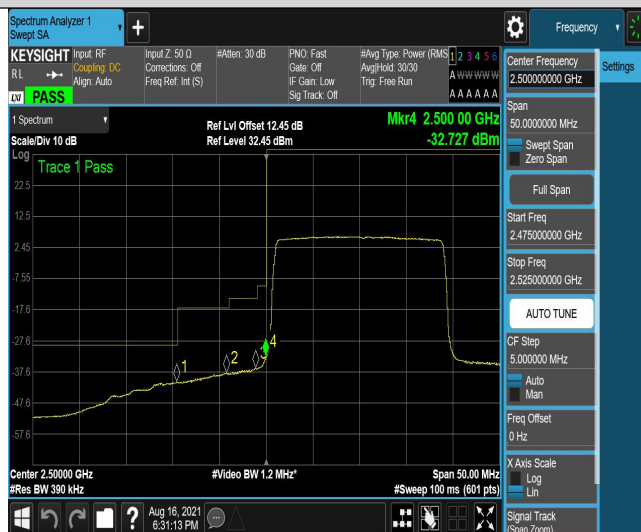 Spectrum Analyzer 1
Swept SA
Frequency
KEYSIGHT
RL
LXI
PASS
Input: RF
Coupling: DC
Align: Auto
Input Z: 50 Ω
Corrections: Off
Freq Ref: Int (S)
#Atten: 30 dB
PNO: Fast
Gate: Off
IF Gain: Low
Sig Track: Off
#Avg Type: Power (RMS
Avg|Hold: 30/30
Trig: Free Run
1 2 3 4 5 6
A W W W W W
A A A A A A
1 Spectrum
Scale/Div 10 dB
Ref Lvl Offset 12.45 dB
Ref Level 32.45 dBm
Mkr4 2.500 00 GHz
-32.727 dBm
Log
Trace 1 Pass
22.5
12.5
2.45
-7.55
-17.6
-27.6
-37.6
-47.6
-57.6
1
2
3
4
Center 2.50000 GHz
#Res BW 390 kHz
#Video BW 1.2 MHz*
Span 50.00 MHz
#Sweep 100 ms (601 pts)
Aug 16, 2021
6:31:13 PM
Center Frequency
2.500000000 GHz
Span
50.0000000 MHz
Swept Span
Zero Span
Full Span
Start Freq
2.475000000 GHz
Stop Freq
2.525000000 GHz
AUTO TUNE
CF Step
5.000000 MHz
Auto
Man
Freq Offset
0 Hz
X Axis Scale
Log
Lin
Signal Track
(Span Zoom)
Settings